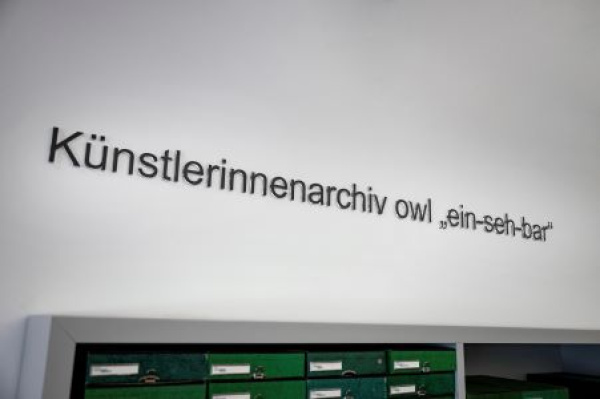 Künstlerinnenarchiv owl „ein-seh-bar“